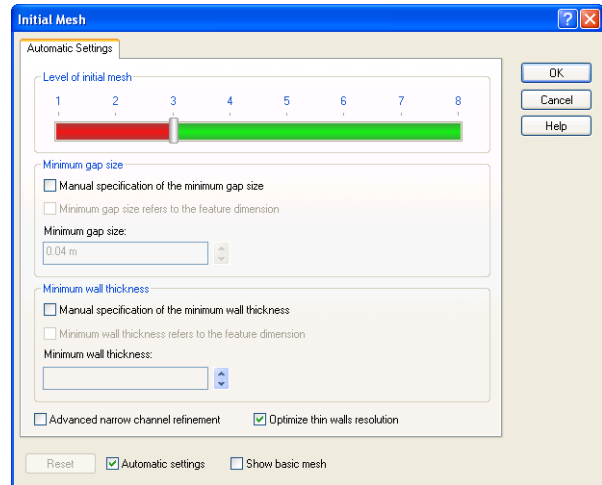 Initial Mesh
Automatic Settings
Level of initial mesh
1 2 3 4 5 6 7 8
OK
Cancel
Help
Minimum gap size
Manual specification of the minimum gap size
Minimum gap size refers to the feature dimension
Minimum gap size:
0.04 m
Minimum wall thickness
Manual specification of the minimum wall thickness
Minimum wall thickness refers to the feature dimension
Minimum wall thickness:
Advanced narrow channel refinement Optimize thin walls resolution
Reset Automatic settings Show basic mesh